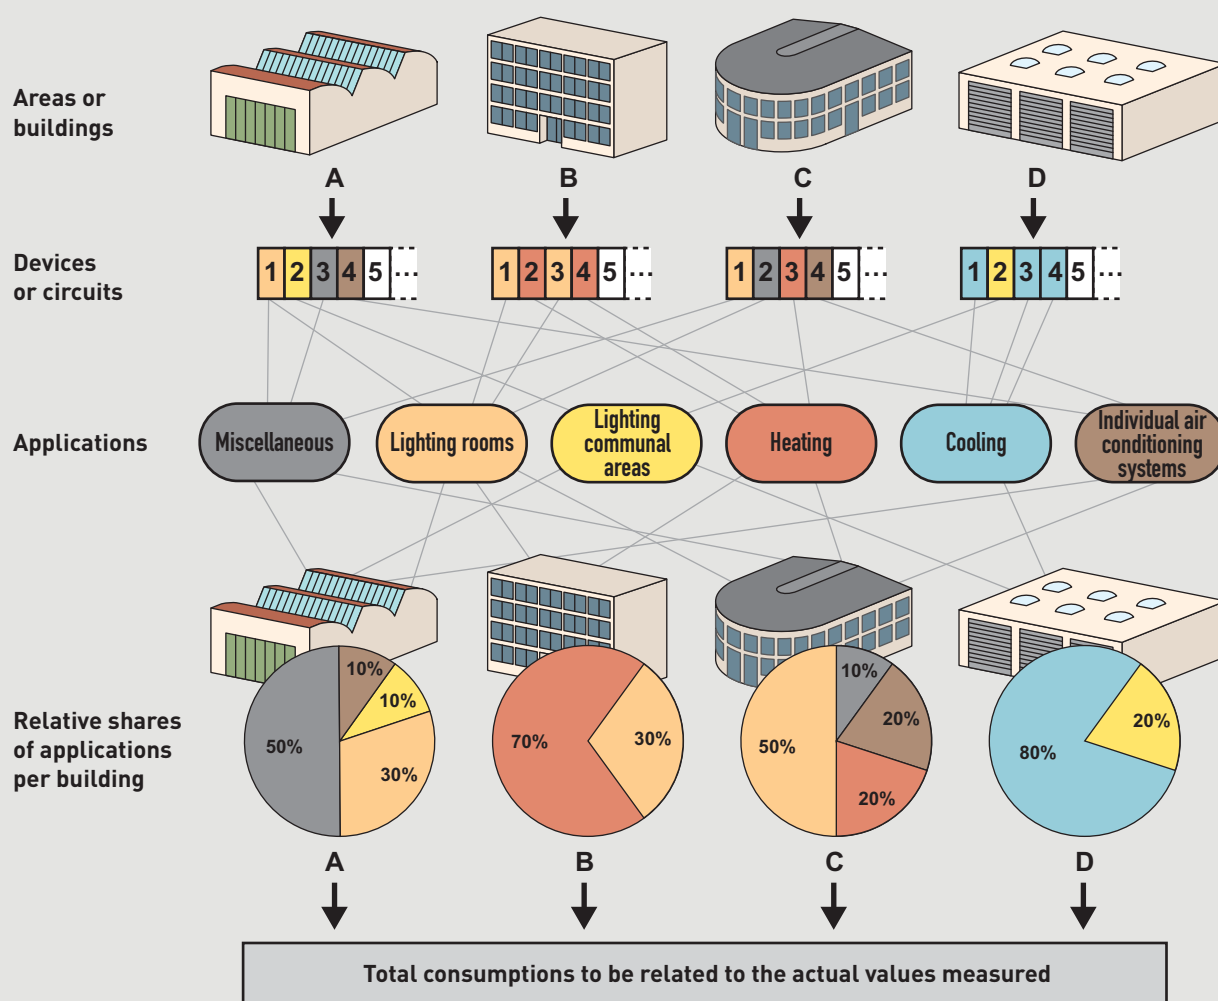 Areas or
buildings
A
B
C
D
Devices
or circuits
1 2 3 4 5 ...
1 2 3 4 5 ...
1 2 3 4 5 ...
1 2 3 4 5 ...
Applications
Miscellaneous
Lighting rooms
Lighting
communal
areas
Heating
Cooling
Individual air
conditioning
systems
Relative shares
of applications
per building
10%
10%
50%
30%
70%
30%
10%
20%
50%
20%
20%
80%
A
B
C
D
Total consumptions to be related to the actual values measured